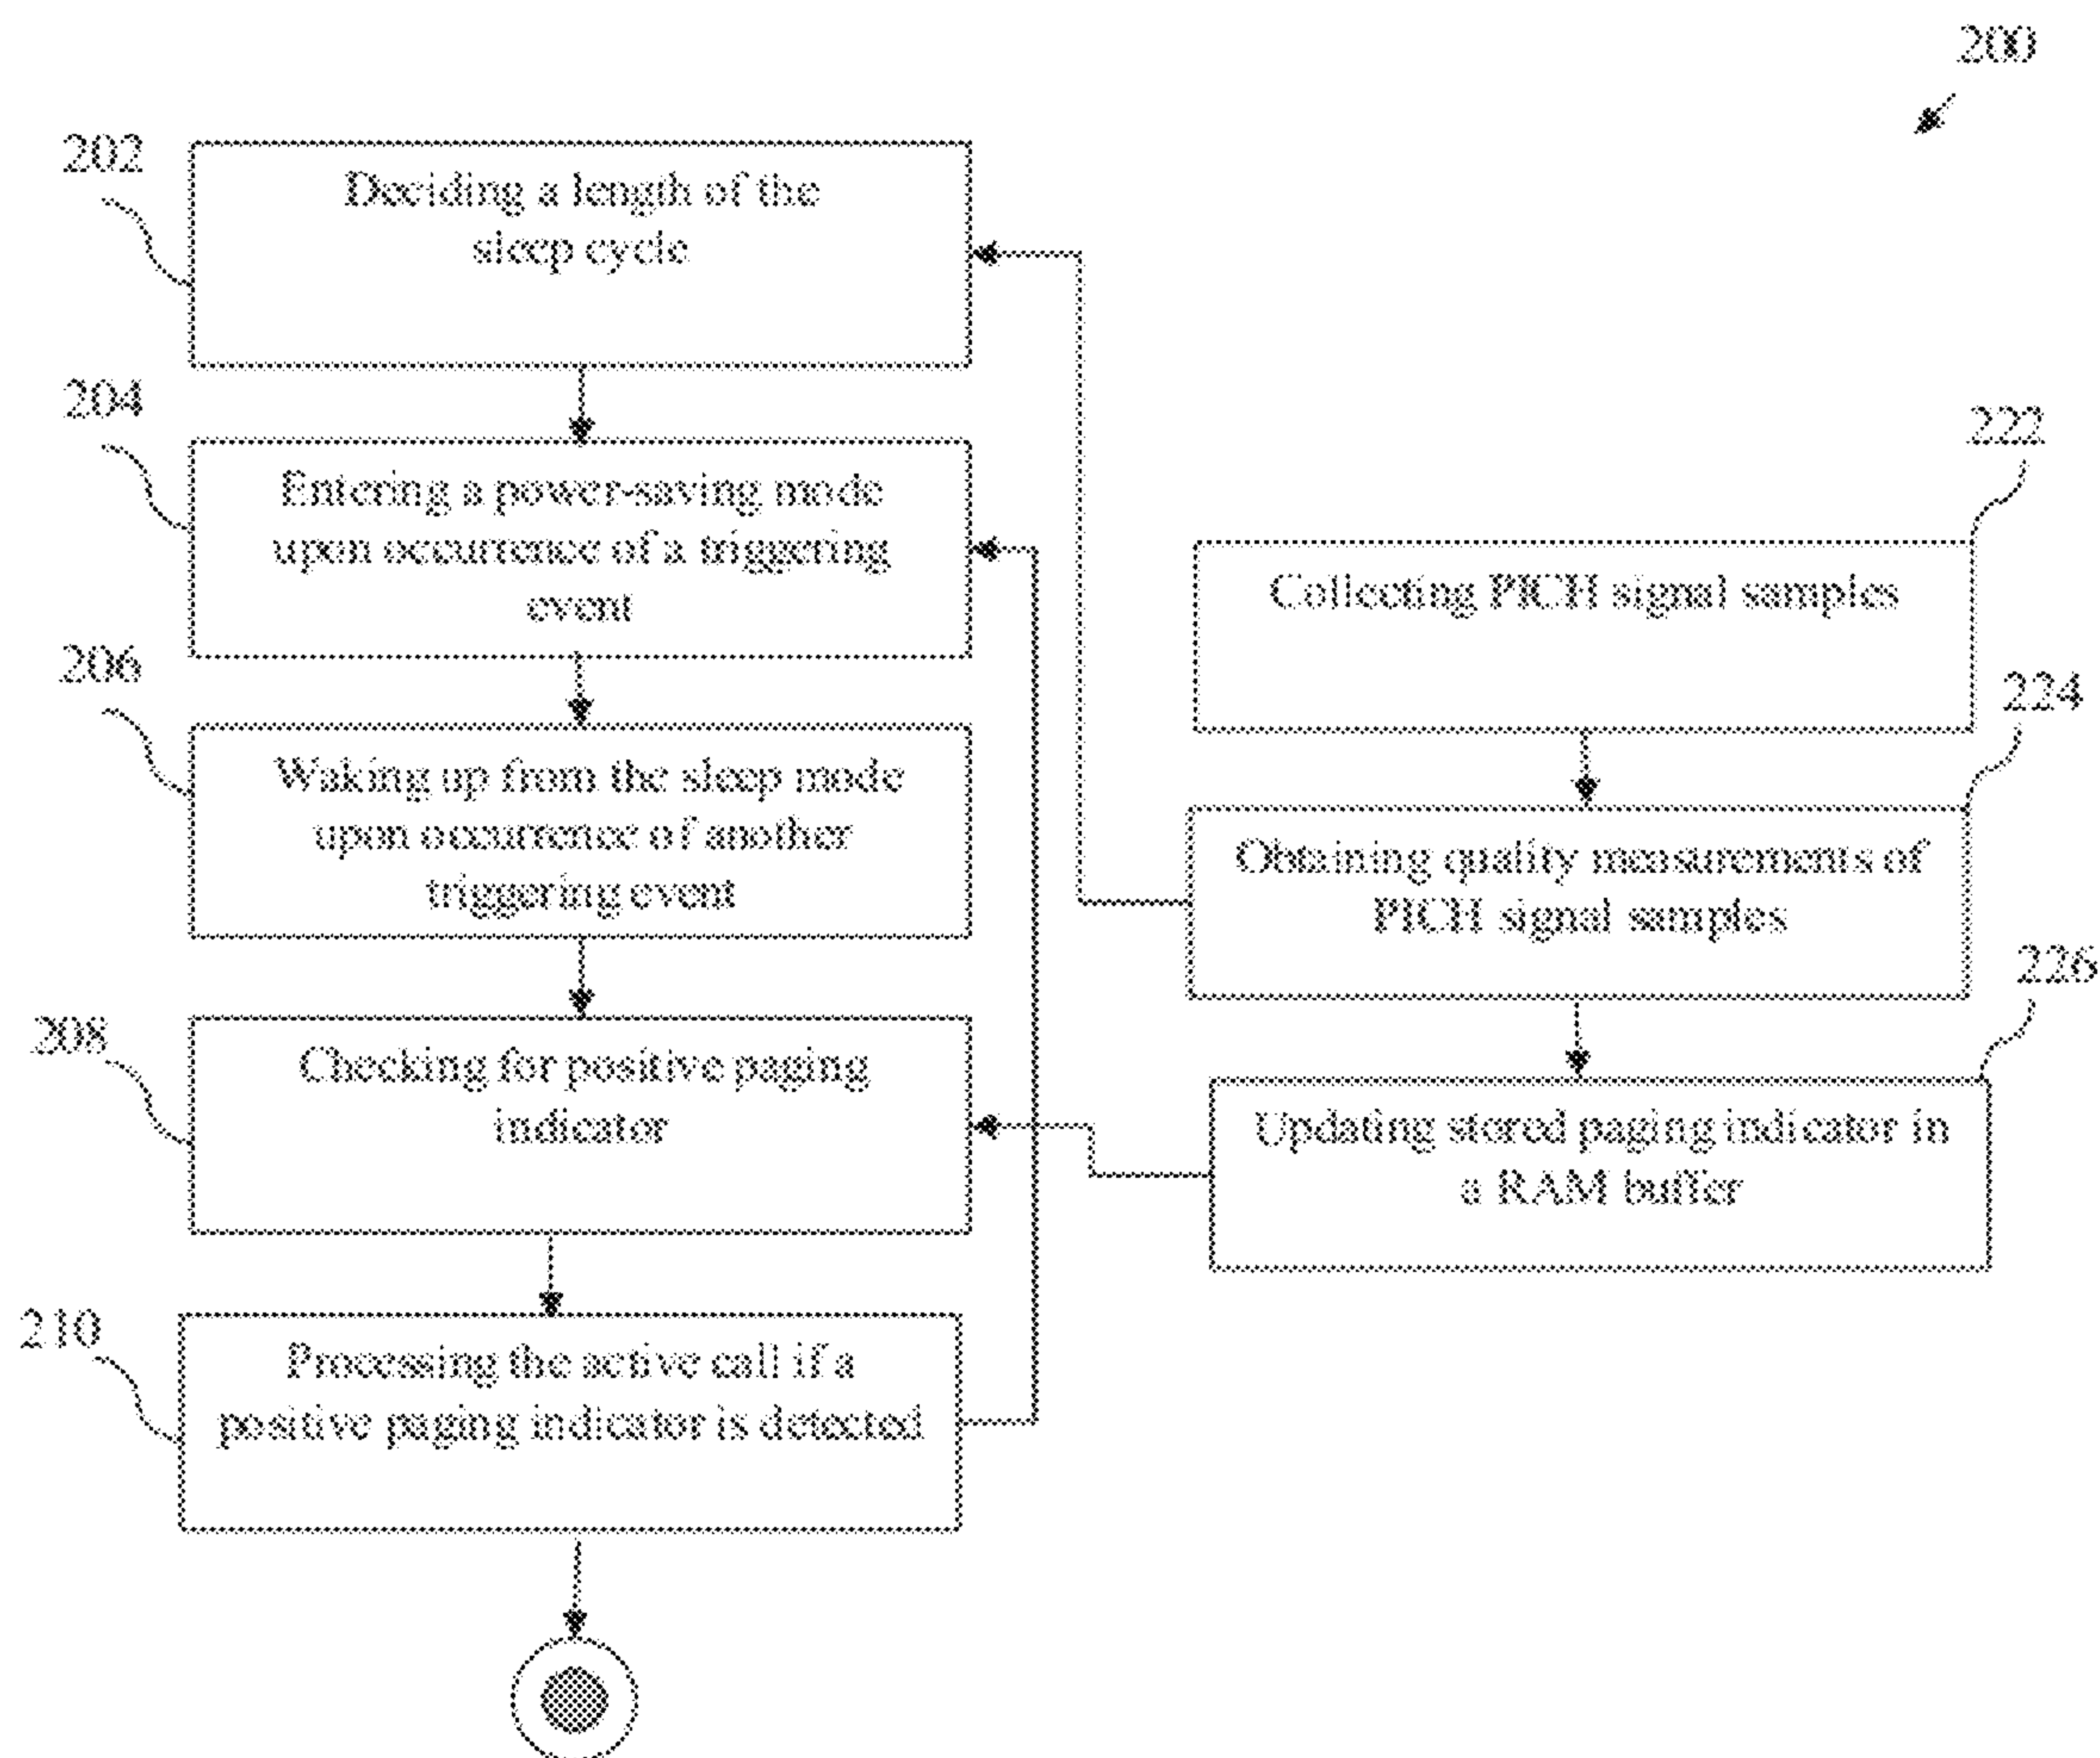 200
202
Deciding a length of the
sleep cycle
204
Entering a power-saving mode
upon occurrence of a triggering
event
206
Waking up from the sleep mode
upon occurrence of another
triggering event
208
Checking for positive paging
indicator
210
Processing the active call if a
positive paging indicator is detected
222
Collecting PICH signal samples
224
Obtaining quality measurements of
PICH signal samples
226
Updating stored paging indicator in
a RAM buffer